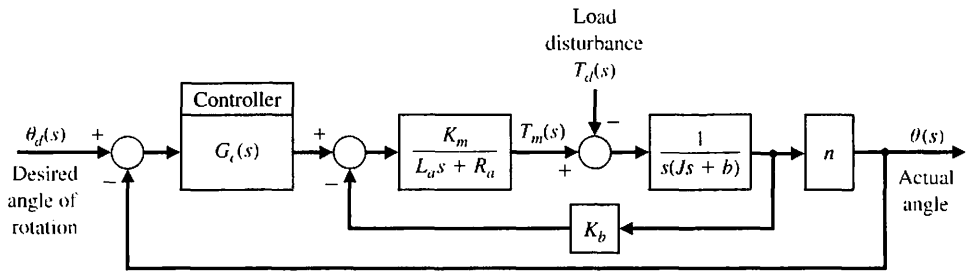 Load
disturbance
T_d(s)
Controller
θ_d(s)
+
−
Desired
angle of
rotation
G_c(s)
+
−
K_m
L_a s + R_a
T_m(s)
−
+
1
s(Js + b)
n
θ(s)
Actual
angle
K_b